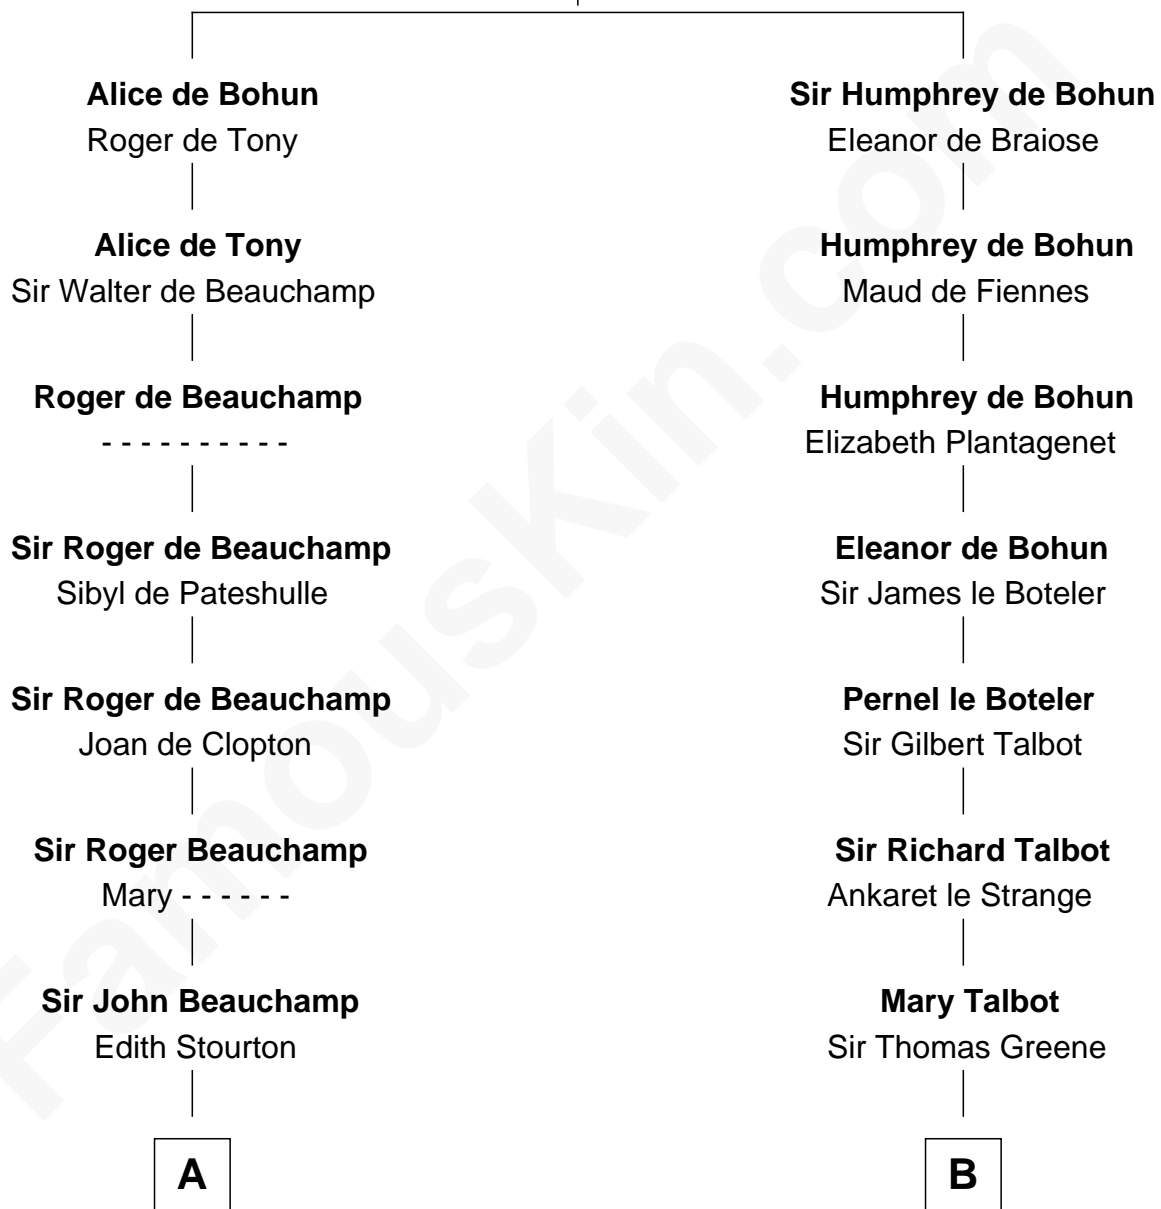 Alice de Bohun
Roger de Tony
Alice de Tony
Sir Walter de Beauchamp
Roger de Beauchamp
- - - - - - - - - -
Sir Roger de Beauchamp
Sibyl de Pateshulle
Sir Roger de Beauchamp
Joan de Clopton
Sir Roger Beauchamp
Mary - - - - - -
Sir John Beauchamp
Edith Stourton
A
Sir Humphrey de Bohun
Eleanor de Braiose
Humphrey de Bohun
Maud de Fiennes
Humphrey de Bohun
Elizabeth Plantagenet
Eleanor de Bohun
Sir James le Boteler
Pernel le Boteler
Sir Gilbert Talbot
Sir Richard Talbot
Ankaret le Strange
Mary Talbot
Sir Thomas Greene
B
FamousKin.com